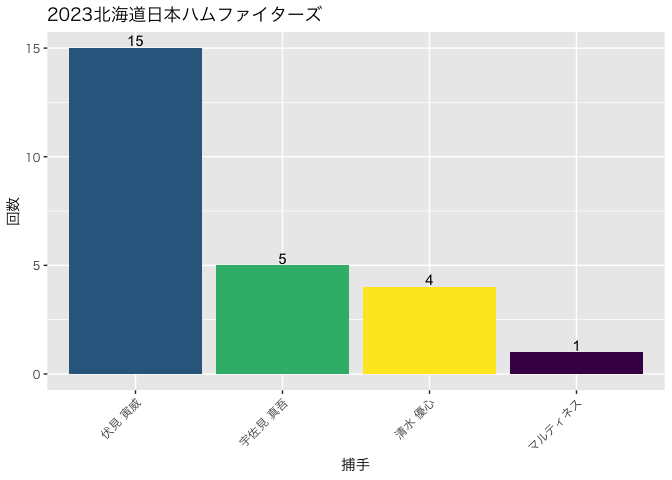 2023北海道日本ハムファイターズ
回数
15
10
5
0
15
5
4
1
伏見 寅威
宇佐見 真吾
清水 優心
マルティネス
捕手